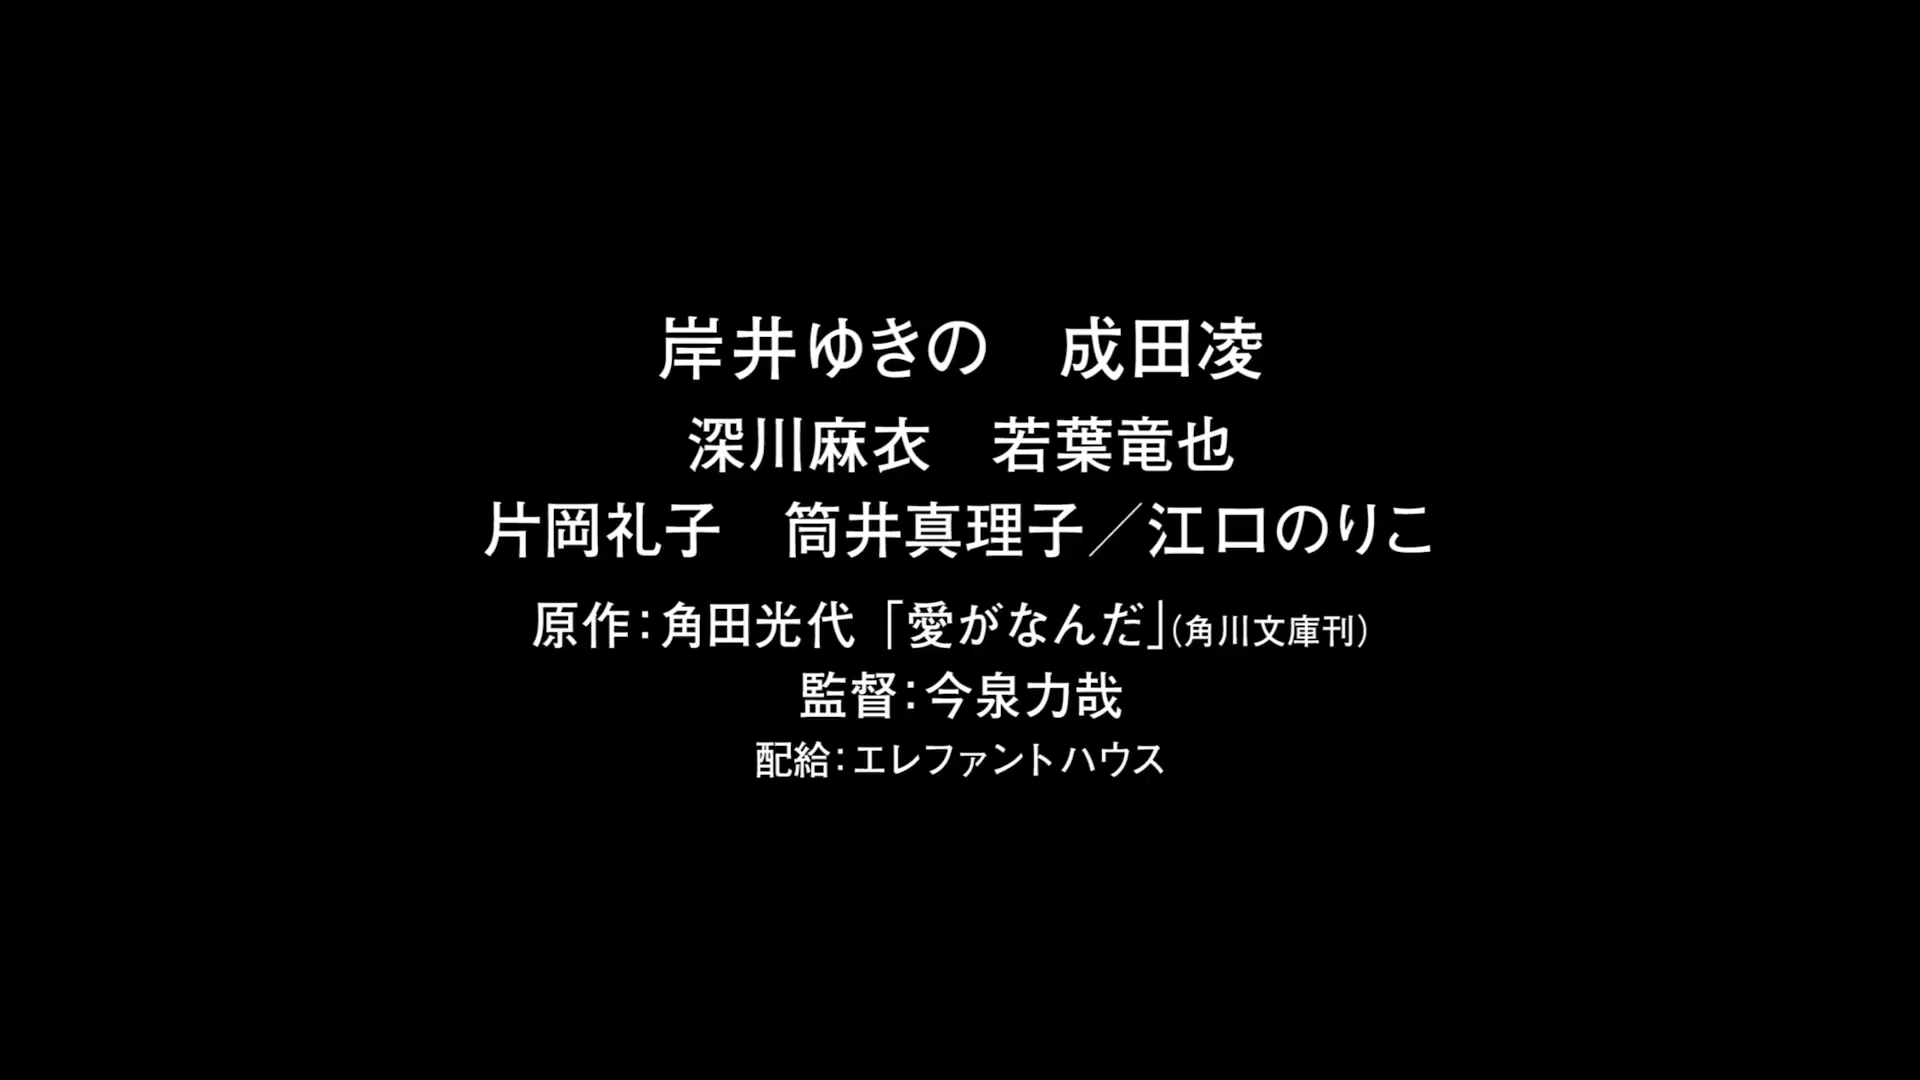 岸井ゆきの　成田凌
深川麻衣　若葉竜也
片岡礼子　筒井真理子／江口のりこ
原作：角田光代「愛がなんだ」（角川文庫刊）
監督：今泉力哉
配給：エレファントハウス